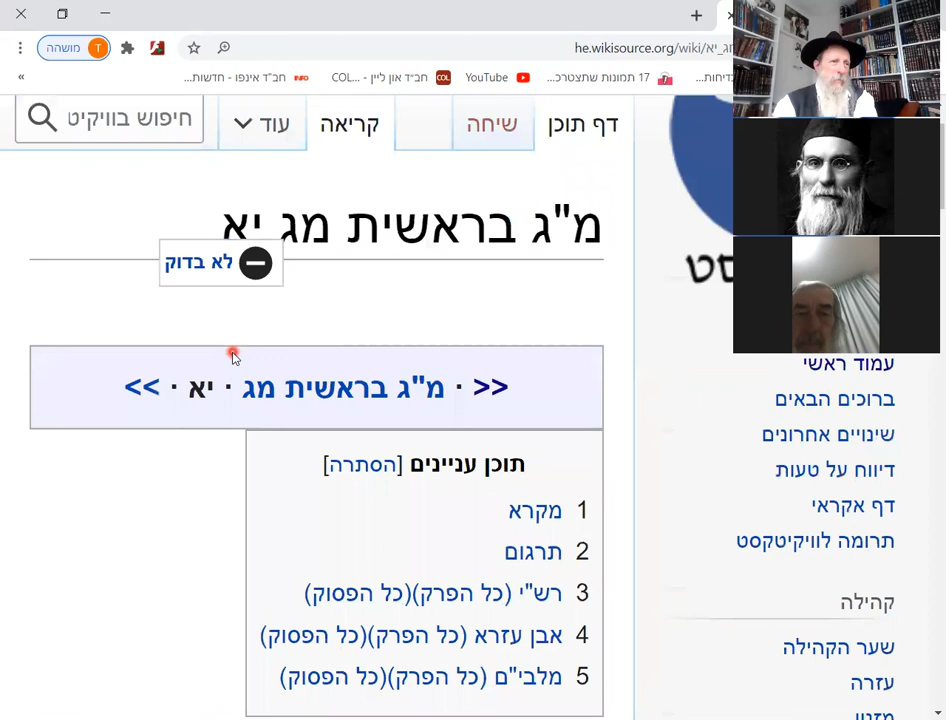 מושהה T
he.wikisource.org/wiki/
»
17 תמונות שתצטרכ...
YouTube
חב״ד און ליין - COL...
COL
חב״ד אינפו - חדשות...
דף תוכן
שיחה
קריאה
עוד
חיפוש בוויקיט
מ"ג בראשית מג יא
לא בדוק
<< · מ"ג בראשית מג · יא · >>
תוכן עניינים [הסתרה]
1 מקרא
2 תרגום
3 רש"י (כל הפרק)(כל הפסוק)
4 אבן עזרא (כל הפרק)(כל הפסוק)
5 מלבי"ם (כל הפרק)(כל הפסוק)
סט
עמוד ראשי
ברוכים הבאים
שינויים אחרונים
דיווח על טעות
דף אקראי
תרומה לוויקיטקסט
קהילה
שער הקהילה
עזרה
מזנון